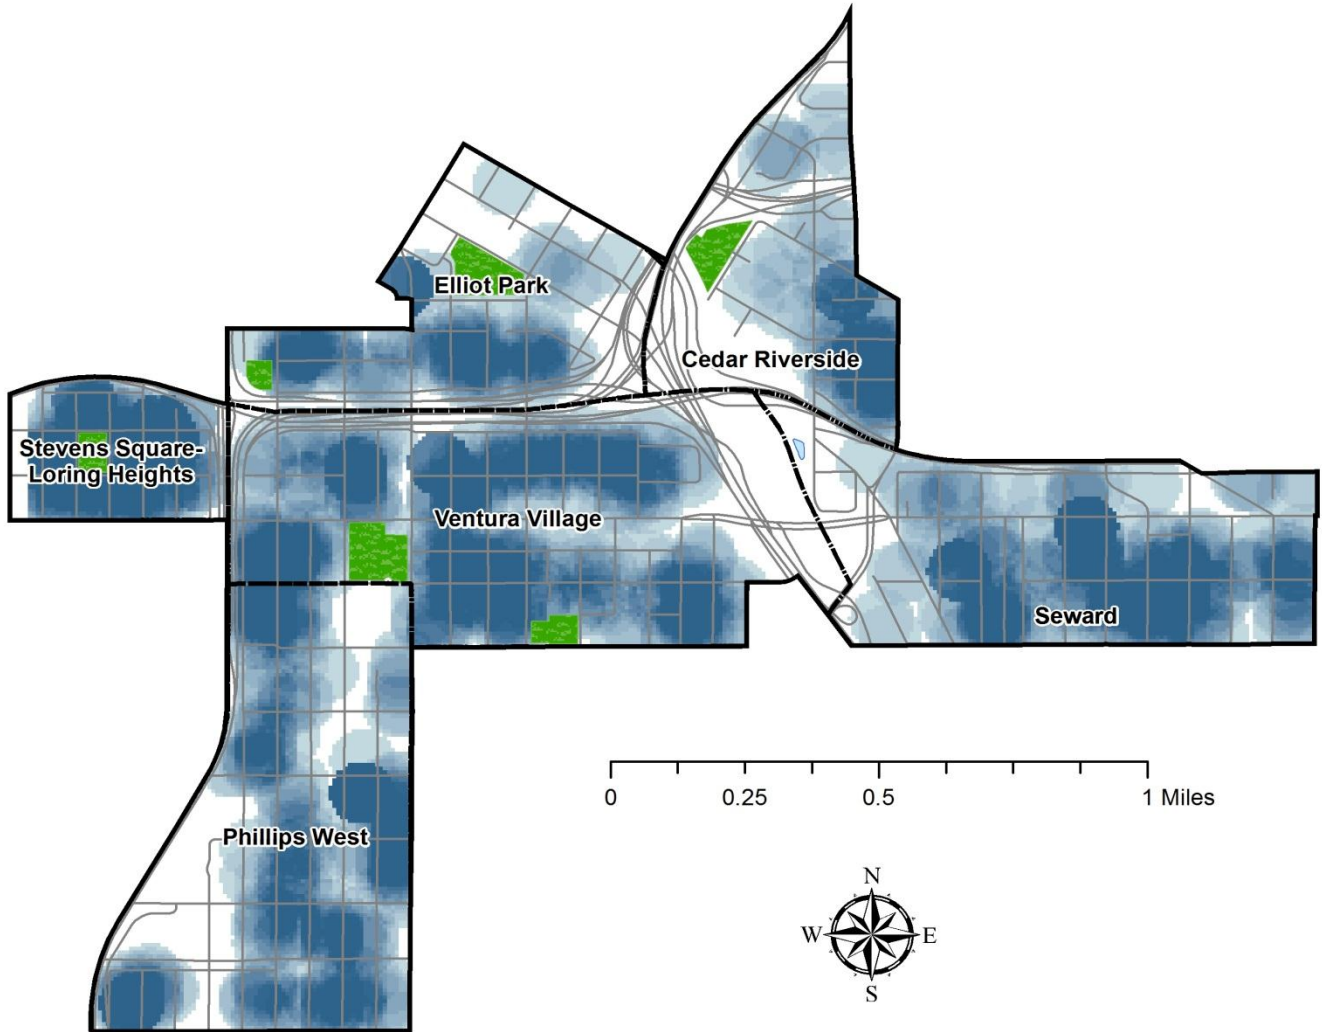 Elliot Park
Cedar Riverside
Stevens Square-
Loring Heights
Ventura Village
Seward
0 0.25 0.5 1 Miles
Phillips West
N
W E
S